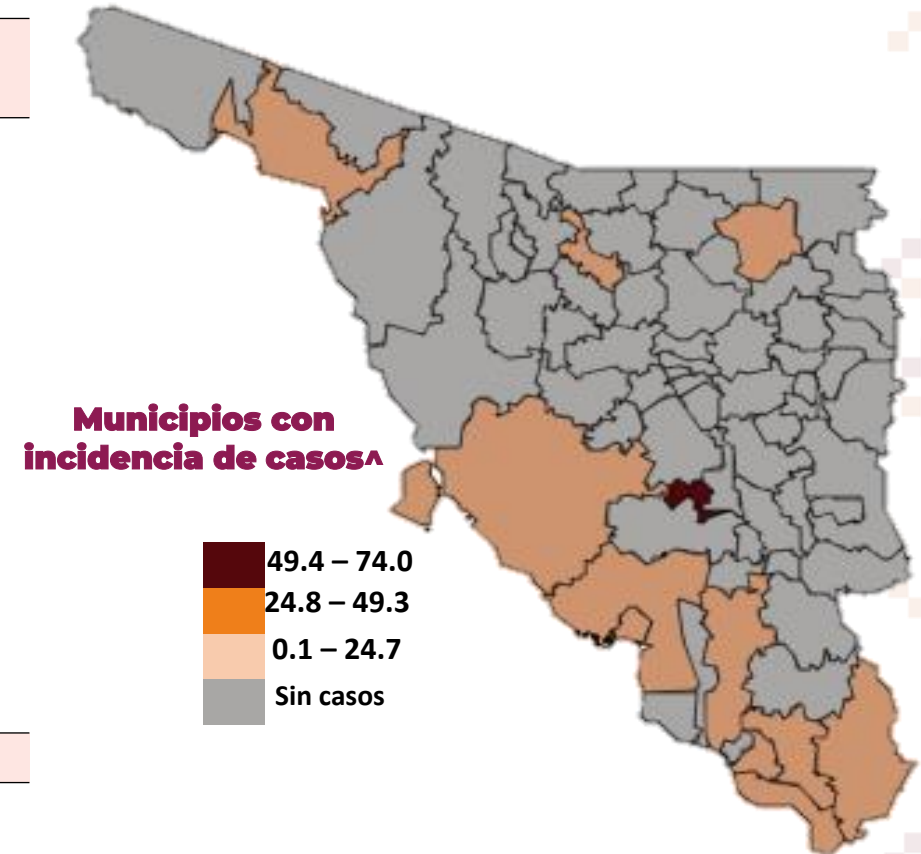 Municipios con
incidencia de casos^
49.4 – 74.0
24.8 – 49.3
0.1 – 24.7
Sin casos